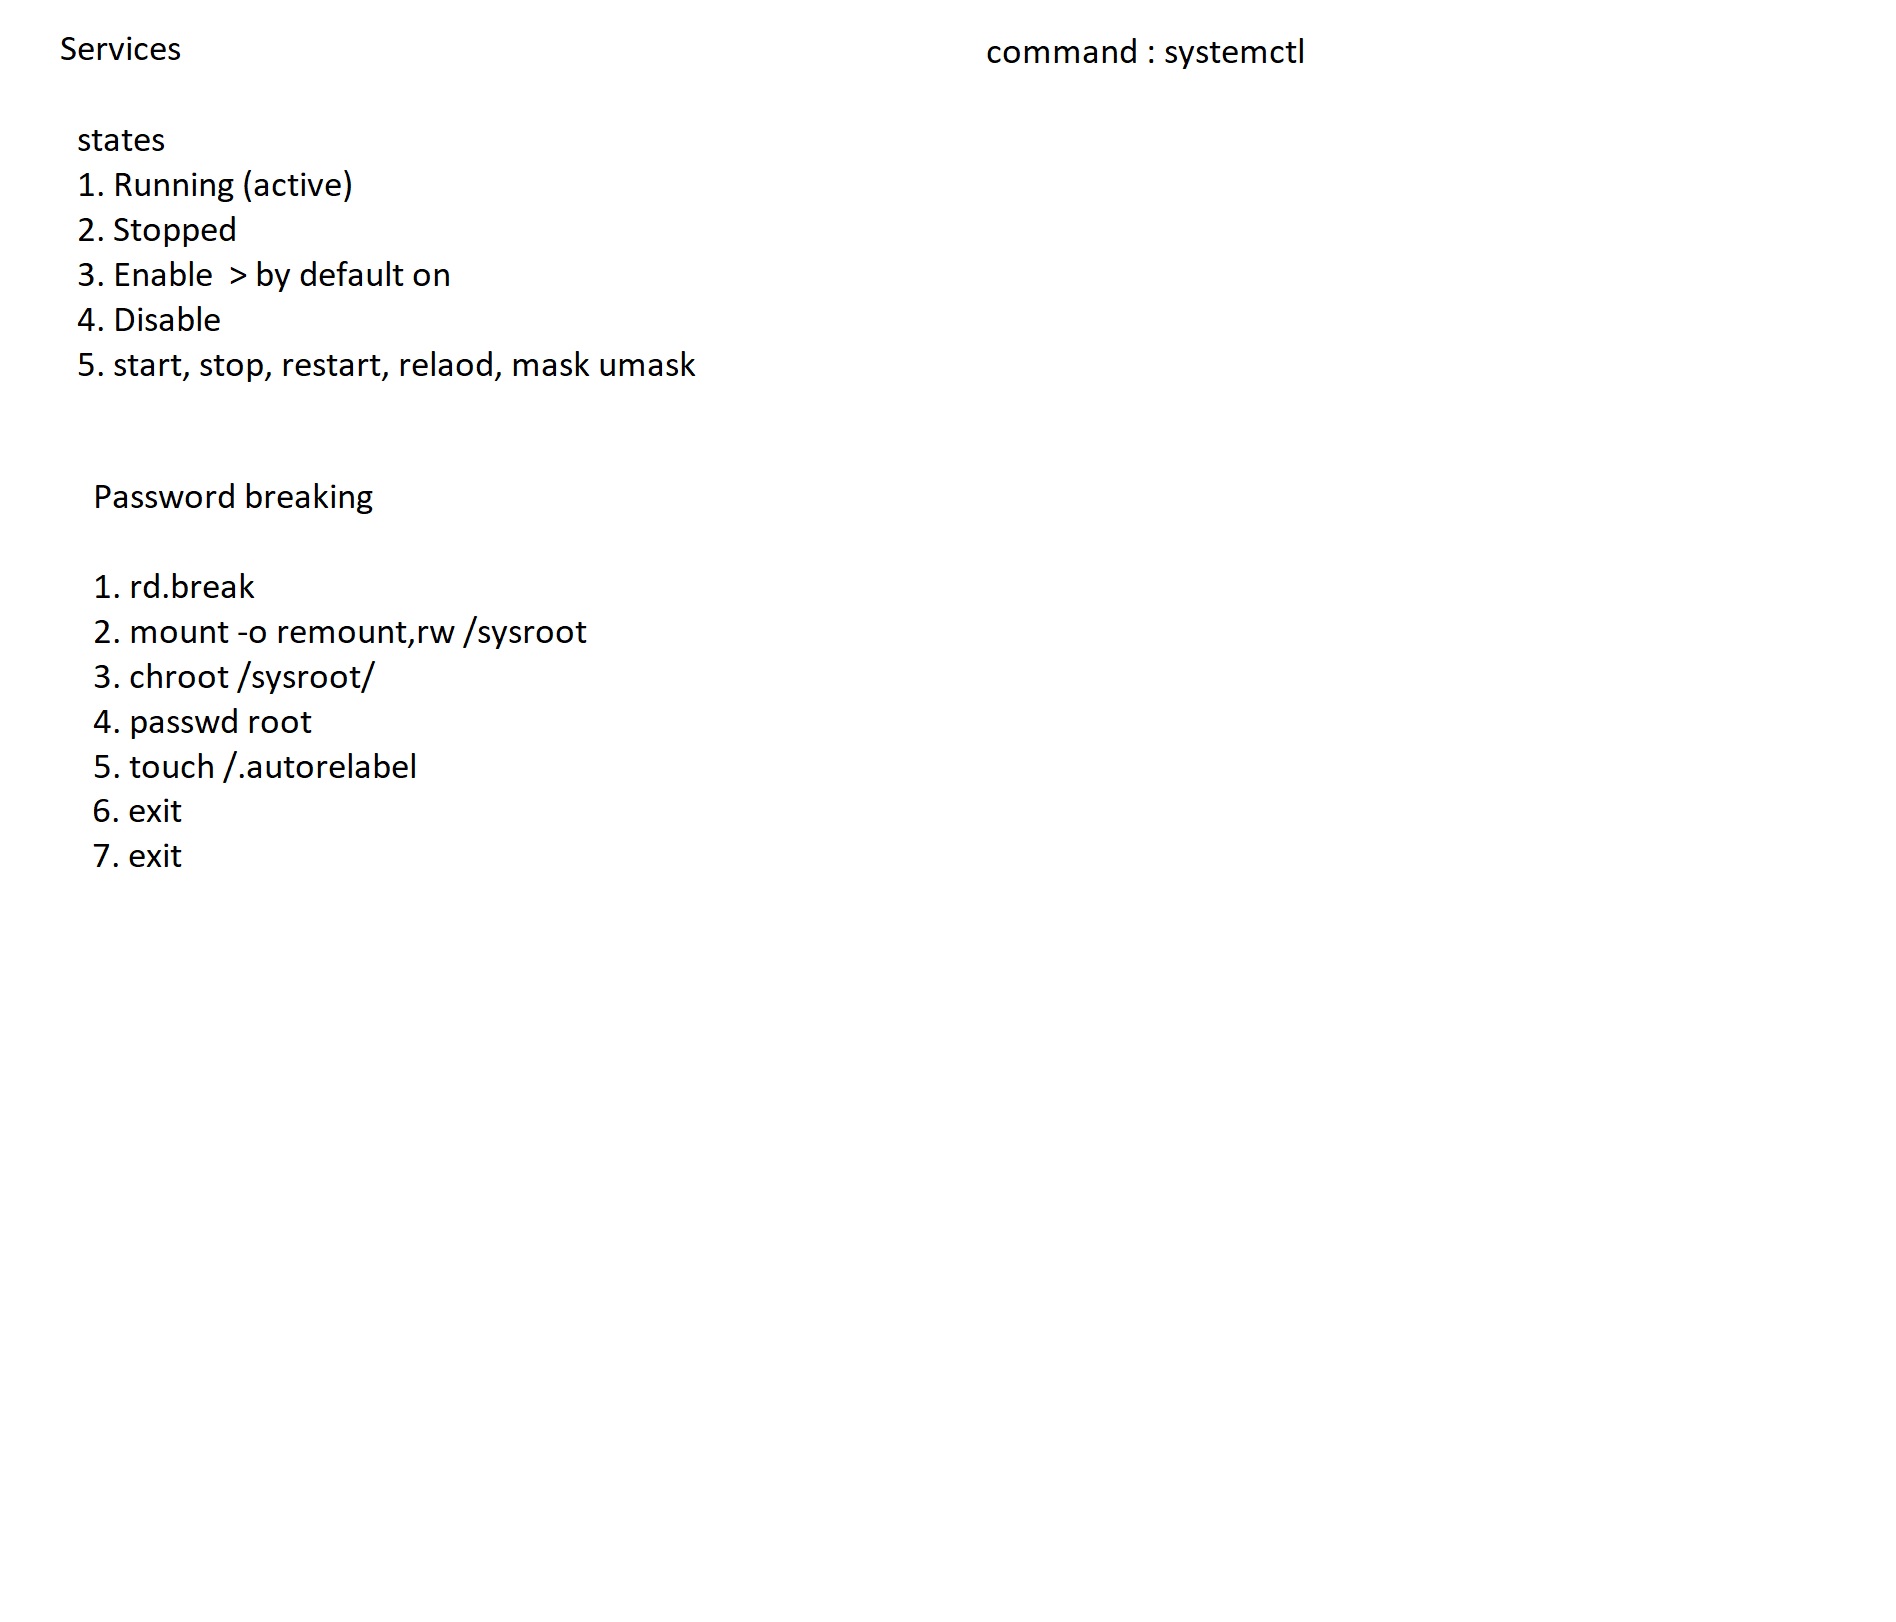 Services
command : systemctl
states
1. Running (active)
2. Stopped
3. Enable  > by default on
4. Disable
5. start, stop, restart, relaod, mask umask
Password breaking
1. rd.break
2. mount -o remount,rw /sysroot
3. chroot /sysroot/
4. passwd root
5. touch /.autorelabel
6. exit
7. exit